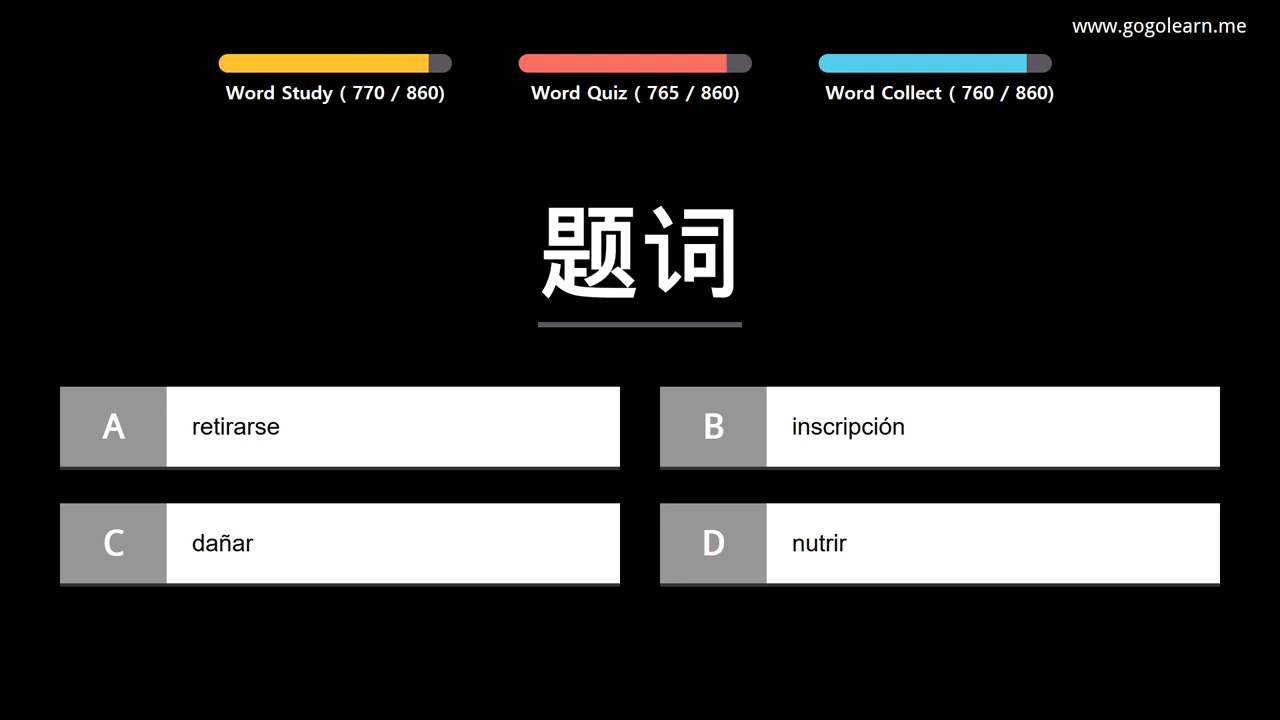 www.gogolearn.me
Word Study ( 770 / 860)
Word Quiz ( 765 / 860)
Word Collect ( 760 / 860)
题词
A retirarse
B inscripción
C dañar
D nutrir